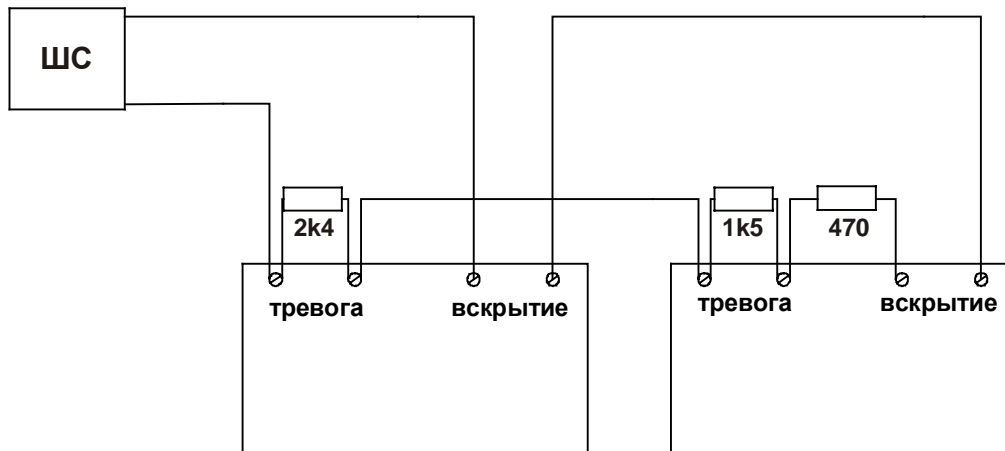 ШС
2k4
1k5
470
тревога
вскрытие
тревога
вскрытие